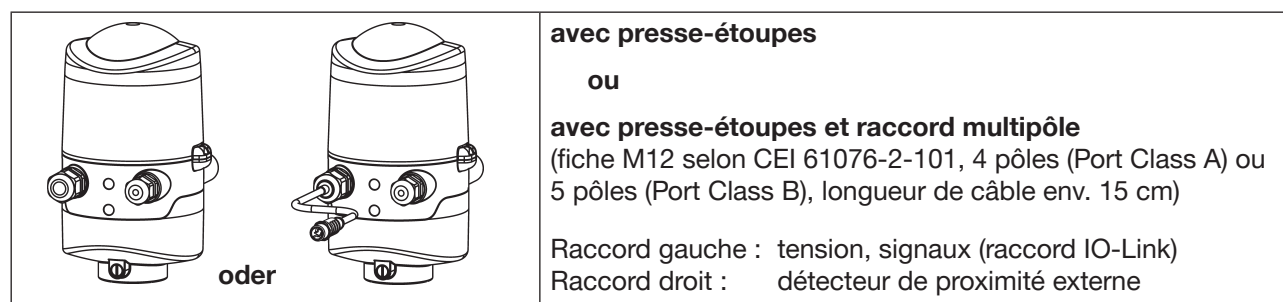 oder
avec presse-étoupes
ou
avec presse-étoupes et raccord multipôle
(fiche M12 selon CEI 61076-2-101, 4 pôles (Port Class A) ou
5 pôles (Port Class B), longueur de câble env. 15 cm)
Raccord gauche : tension, signaux (raccord IO-Link)
Raccord droit : détecteur de proximité externe